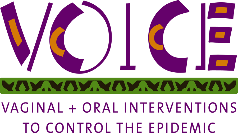 VOICE
VAGINAL + ORAL INTERVENTIONS
TO CONTROL THE EPIDEMIC